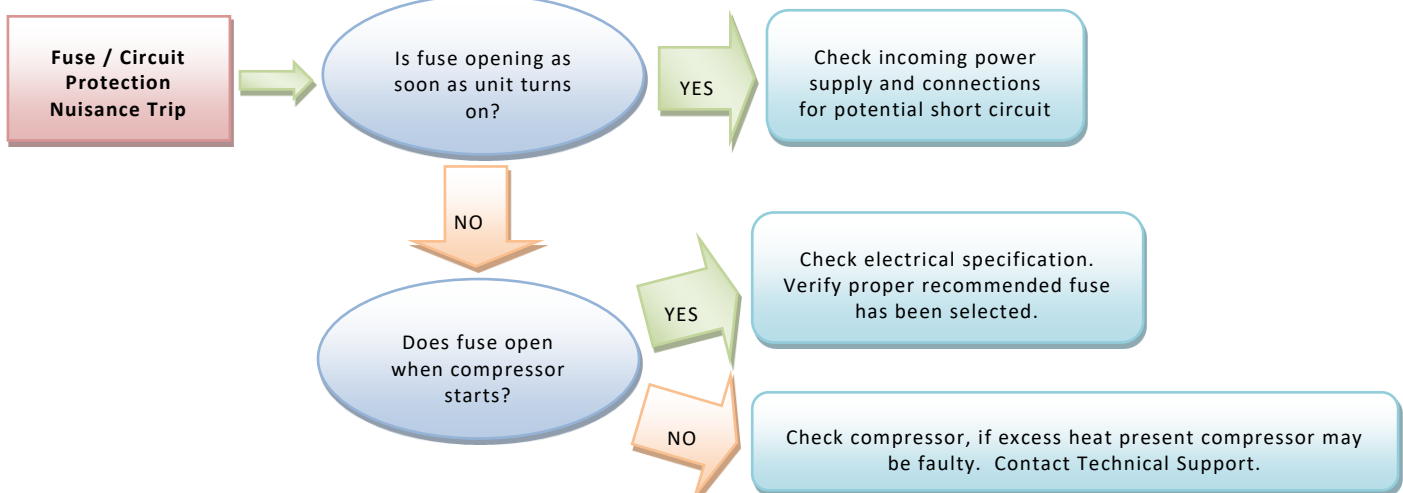 Fuse / Circuit
Protection
Nuisance Trip
Is fuse opening as
soon as unit turns
on?
YES
Check incoming power
supply and connections
for potential short circuit
NO
Does fuse open
when compressor
starts?
YES
Check electrical specification.
Verify proper recommended fuse
has been selected.
NO
Check compressor, if excess heat present compressor may
be faulty.  Contact Technical Support.